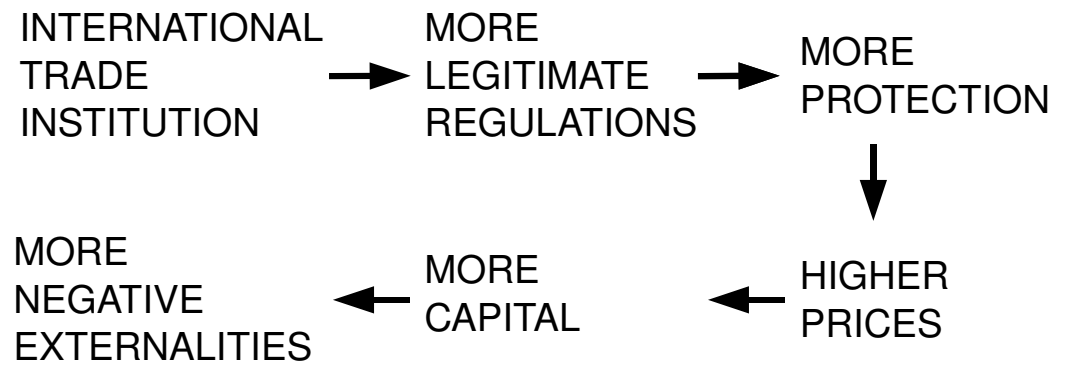 INTERNATIONAL
TRADE
INSTITUTION
MORE
LEGITIMATE
REGULATIONS
MORE
PROTECTION
HIGHER
PRICES
MORE
CAPITAL
MORE
NEGATIVE
EXTERNALITIES